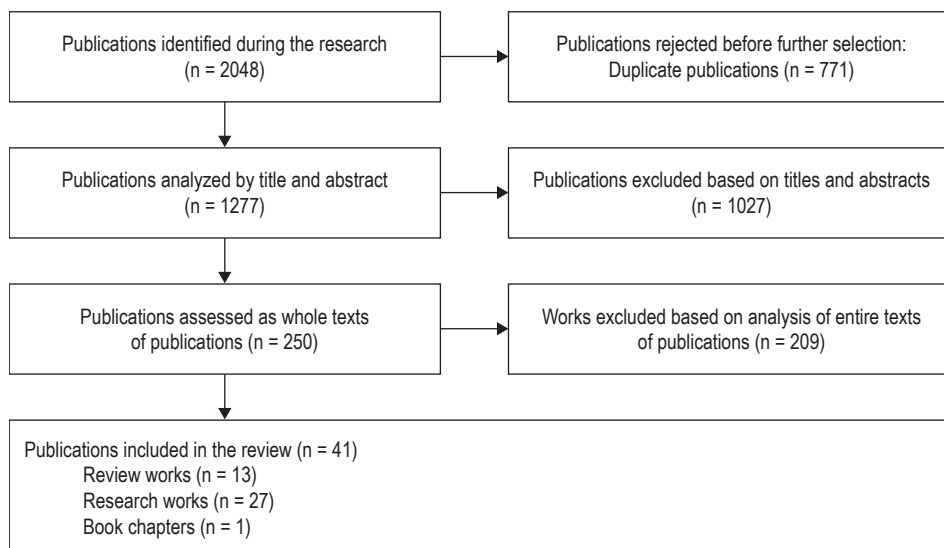 Publications identified during the research
(n = 2048)
Publications rejected before further selection:
Duplicate publications (n = 771)
Publications analyzed by title and abstract
(n = 1277)
Publications excluded based on titles and abstracts
(n = 1027)
Publications assessed as whole texts
of publications (n = 250)
Works excluded based on analysis of entire texts
of publications (n = 209)
Publications included in the review (n = 41)
Review works (n = 13)
Research works (n = 27)
Book chapters (n = 1)